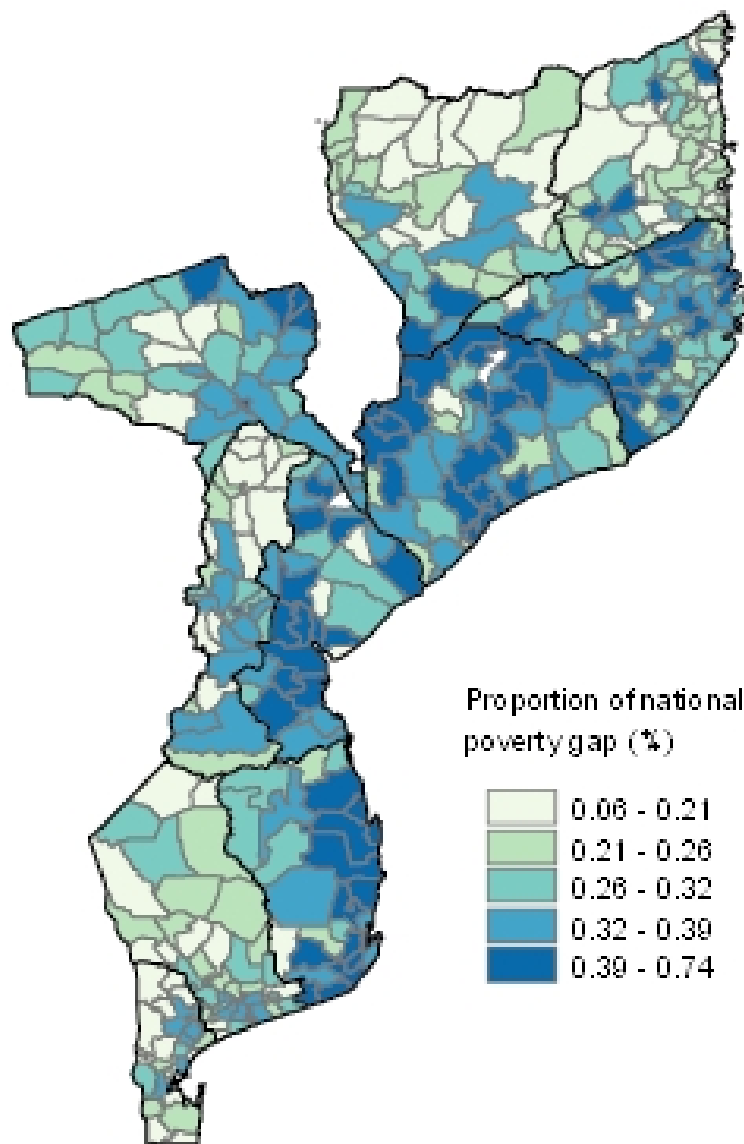 Proportion of national
poverty gap (%)
0.06 - 0.21
0.21 - 0.26
0.26 - 0.32
0.32 - 0.39
0.39 - 0.74